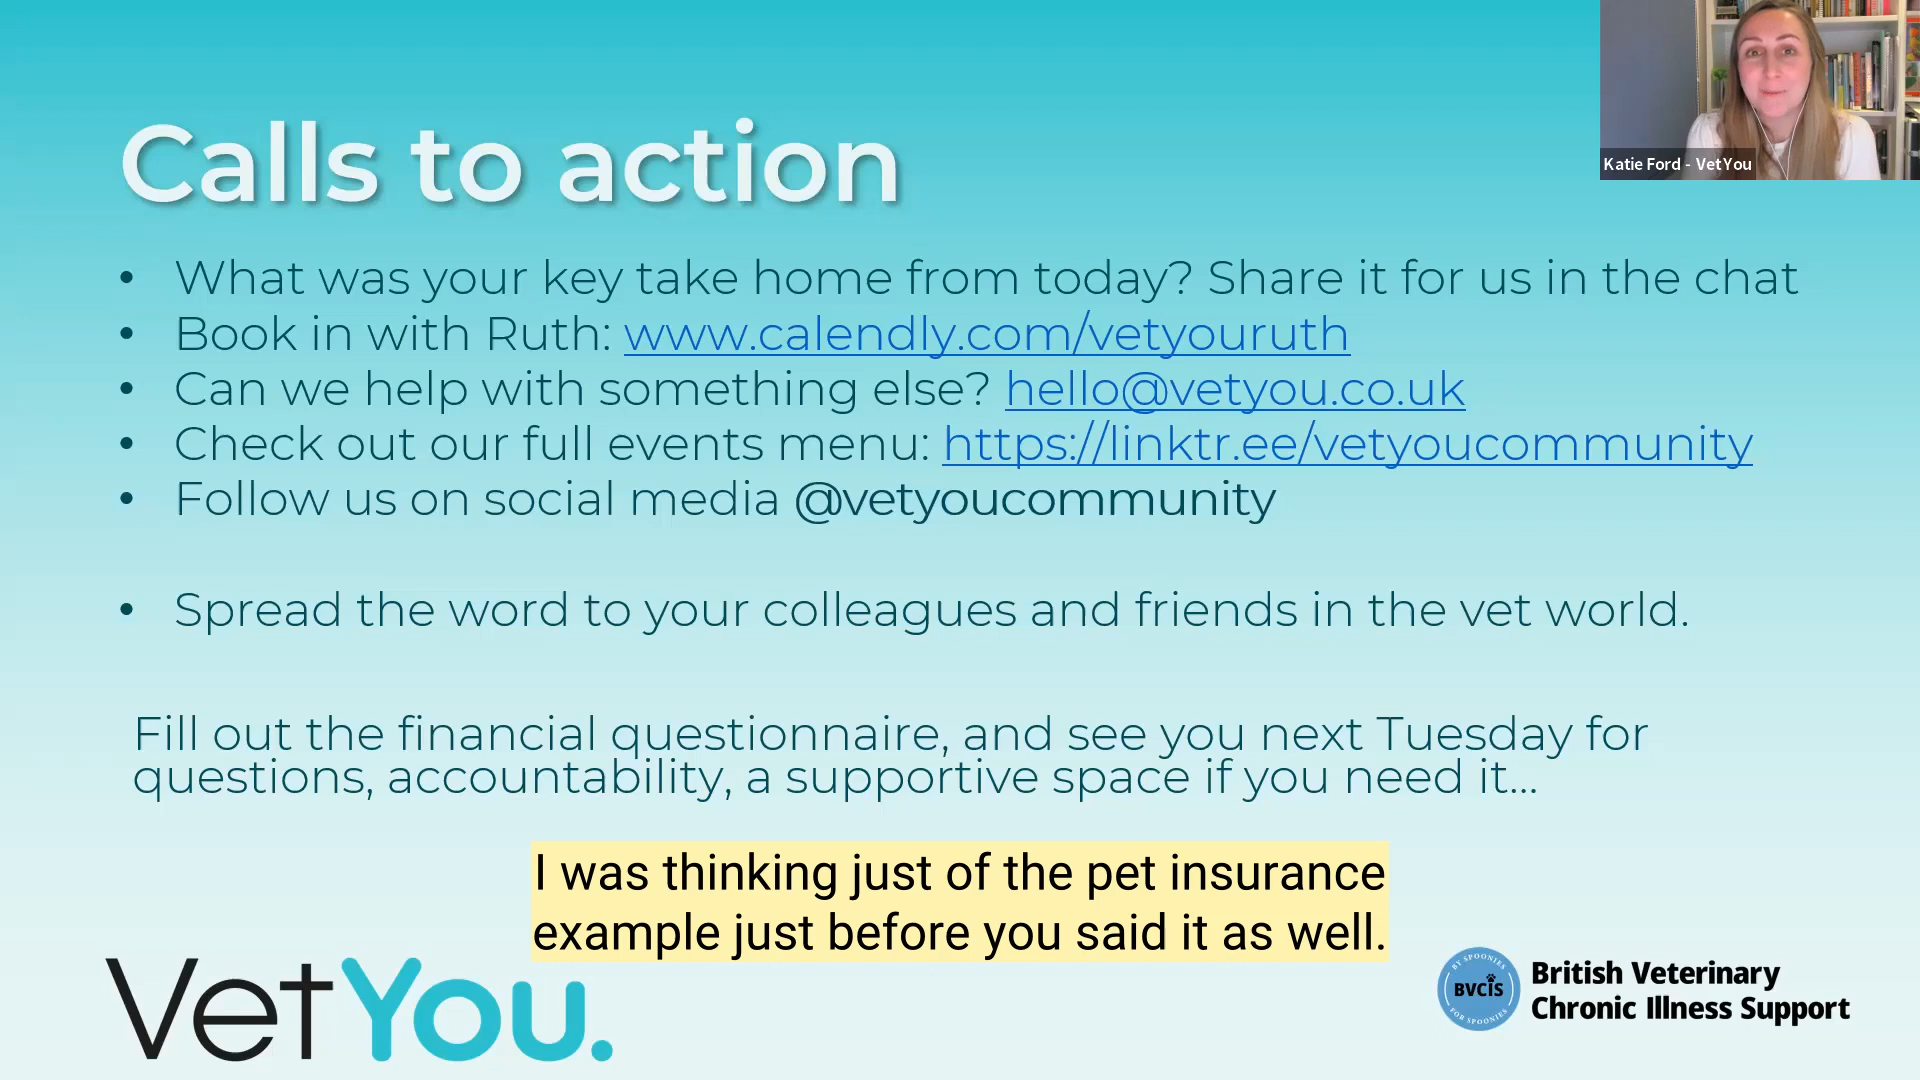 Katie Ford - VetYou
Calls to action
• What was your key take home from today? Share it for us in the chat
• Book in with Ruth: www.calendly.com/vetyouruth
• Can we help with something else? hello@vetyou.co.uk
• Check out our full events menu: https://linktr.ee/vetyoucommunity
• Follow us on social media @vetyoucommunity
• Spread the word to your colleagues and friends in the vet world.
Fill out the financial questionnaire, and see you next Tuesday for
questions, accountability, a supportive space if you need it...
I was thinking just of the pet insurance
example just before you said it as well.
VetYou.
BY SPOONIES
BVCIS
FOR SPOONIES
British Veterinary
Chronic Illness Support